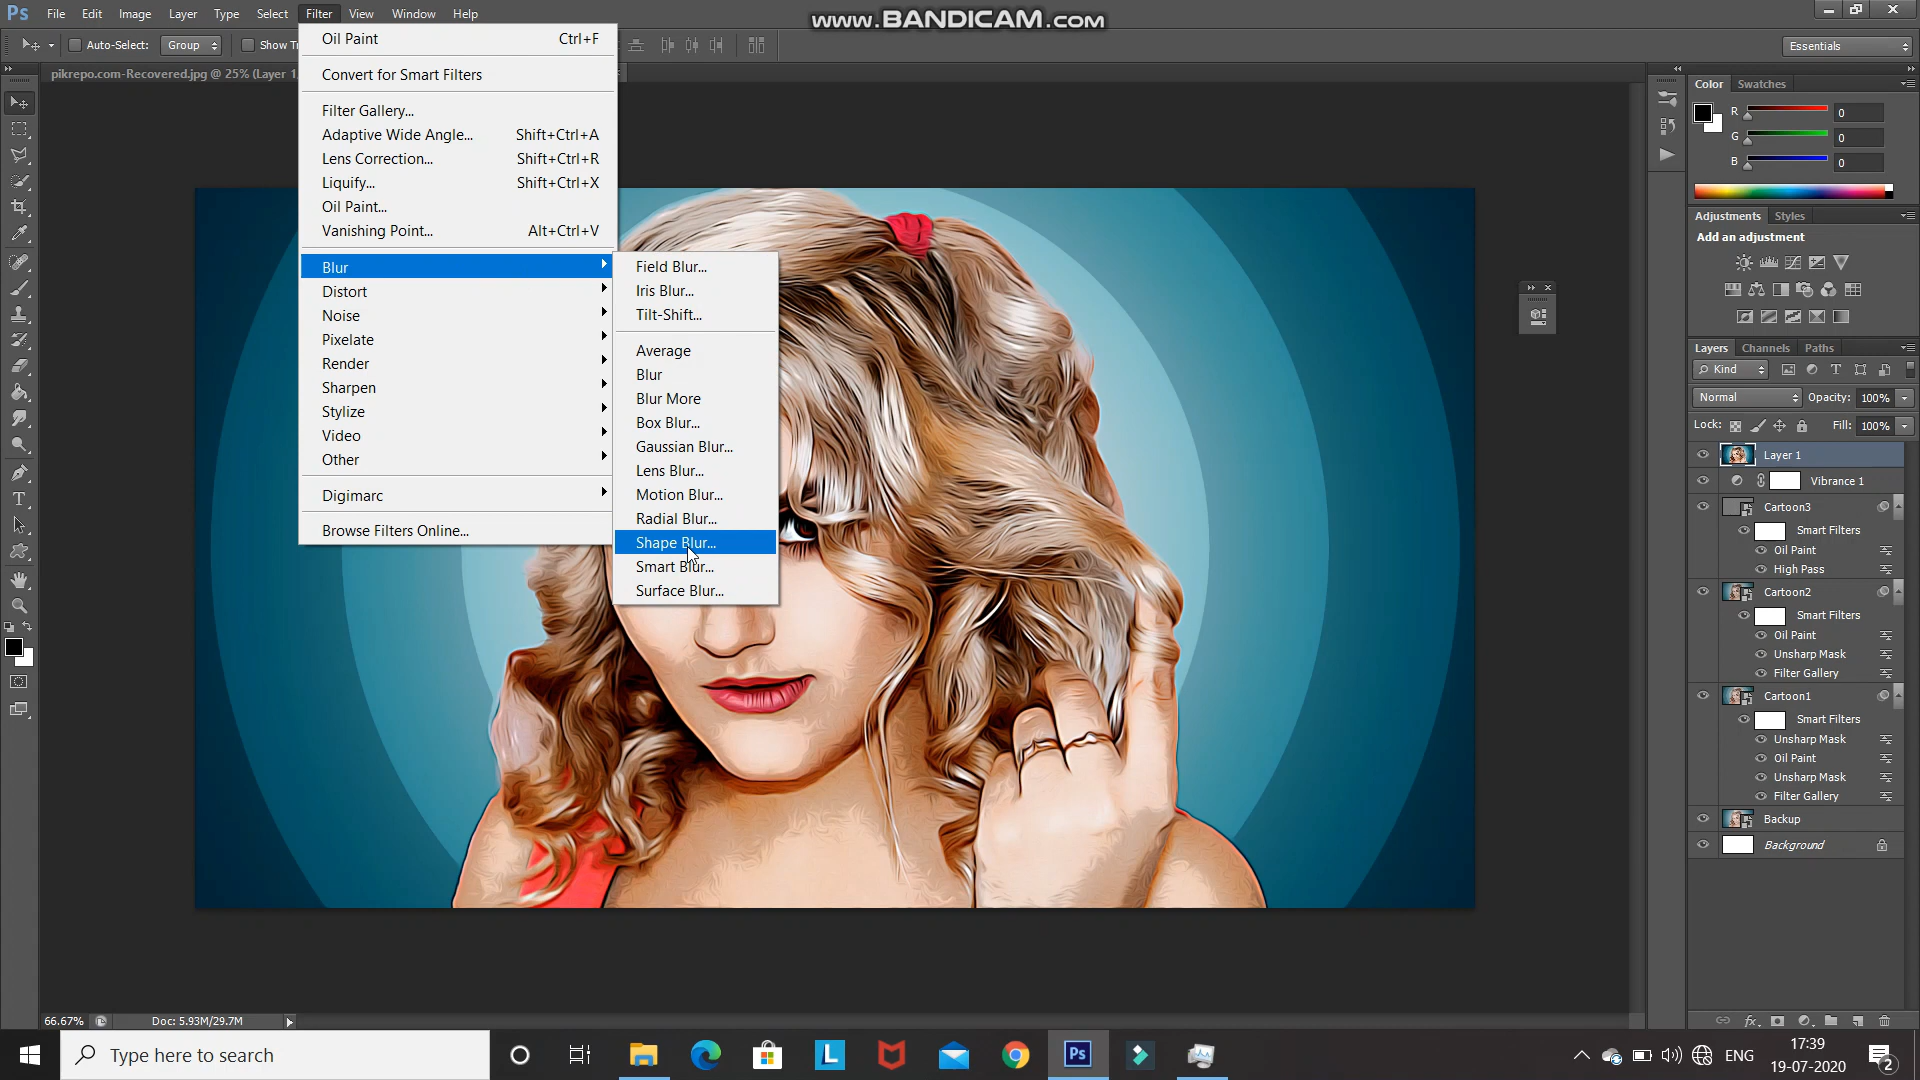 Ps File Edit Image Layer Type Select Filter View Window Help
www.BANDICAM.com
Auto-Select: Group Show Tr
Essentials
pikrepo.com-Recovered.jpg @ 25% (Layer 1,
Oil Paint Ctrl+F
Convert for Smart Filters
Filter Gallery...
Adaptive Wide Angle... Shift+Ctrl+A
Lens Correction... Shift+Ctrl+R
Liquify... Shift+Ctrl+X
Oil Paint...
Vanishing Point... Alt+Ctrl+V
Blur
Distort
Noise
Pixelate
Render
Sharpen
Stylize
Video
Other
Digimarc
Browse Filters Online...
Field Blur...
Iris Blur...
Tilt-Shift...
Average
Blur
Blur More
Box Blur...
Gaussian Blur...
Lens Blur...
Motion Blur...
Radial Blur...
Shape Blur...
Smart Blur...
Surface Blur...
Color Swatches
R 0
G 0
B 0
Adjustments Styles
Add an adjustment
Layers Channels Paths
Kind
Normal Opacity: 100%
Lock: Fill: 100%
Layer 1
Vibrance 1
Cartoon3
Smart Filters
Oil Paint
High Pass
Cartoon2
Smart Filters
Oil Paint
Unsharp Mask
Filter Gallery
Cartoon1
Smart Filters
Unsharp Mask
Oil Paint
Unsharp Mask
Filter Gallery
Backup
Background
66.67% Doc: 5.93M/29.7M
Type here to search
L
Ps
ENG
17:39
19-07-2020
2